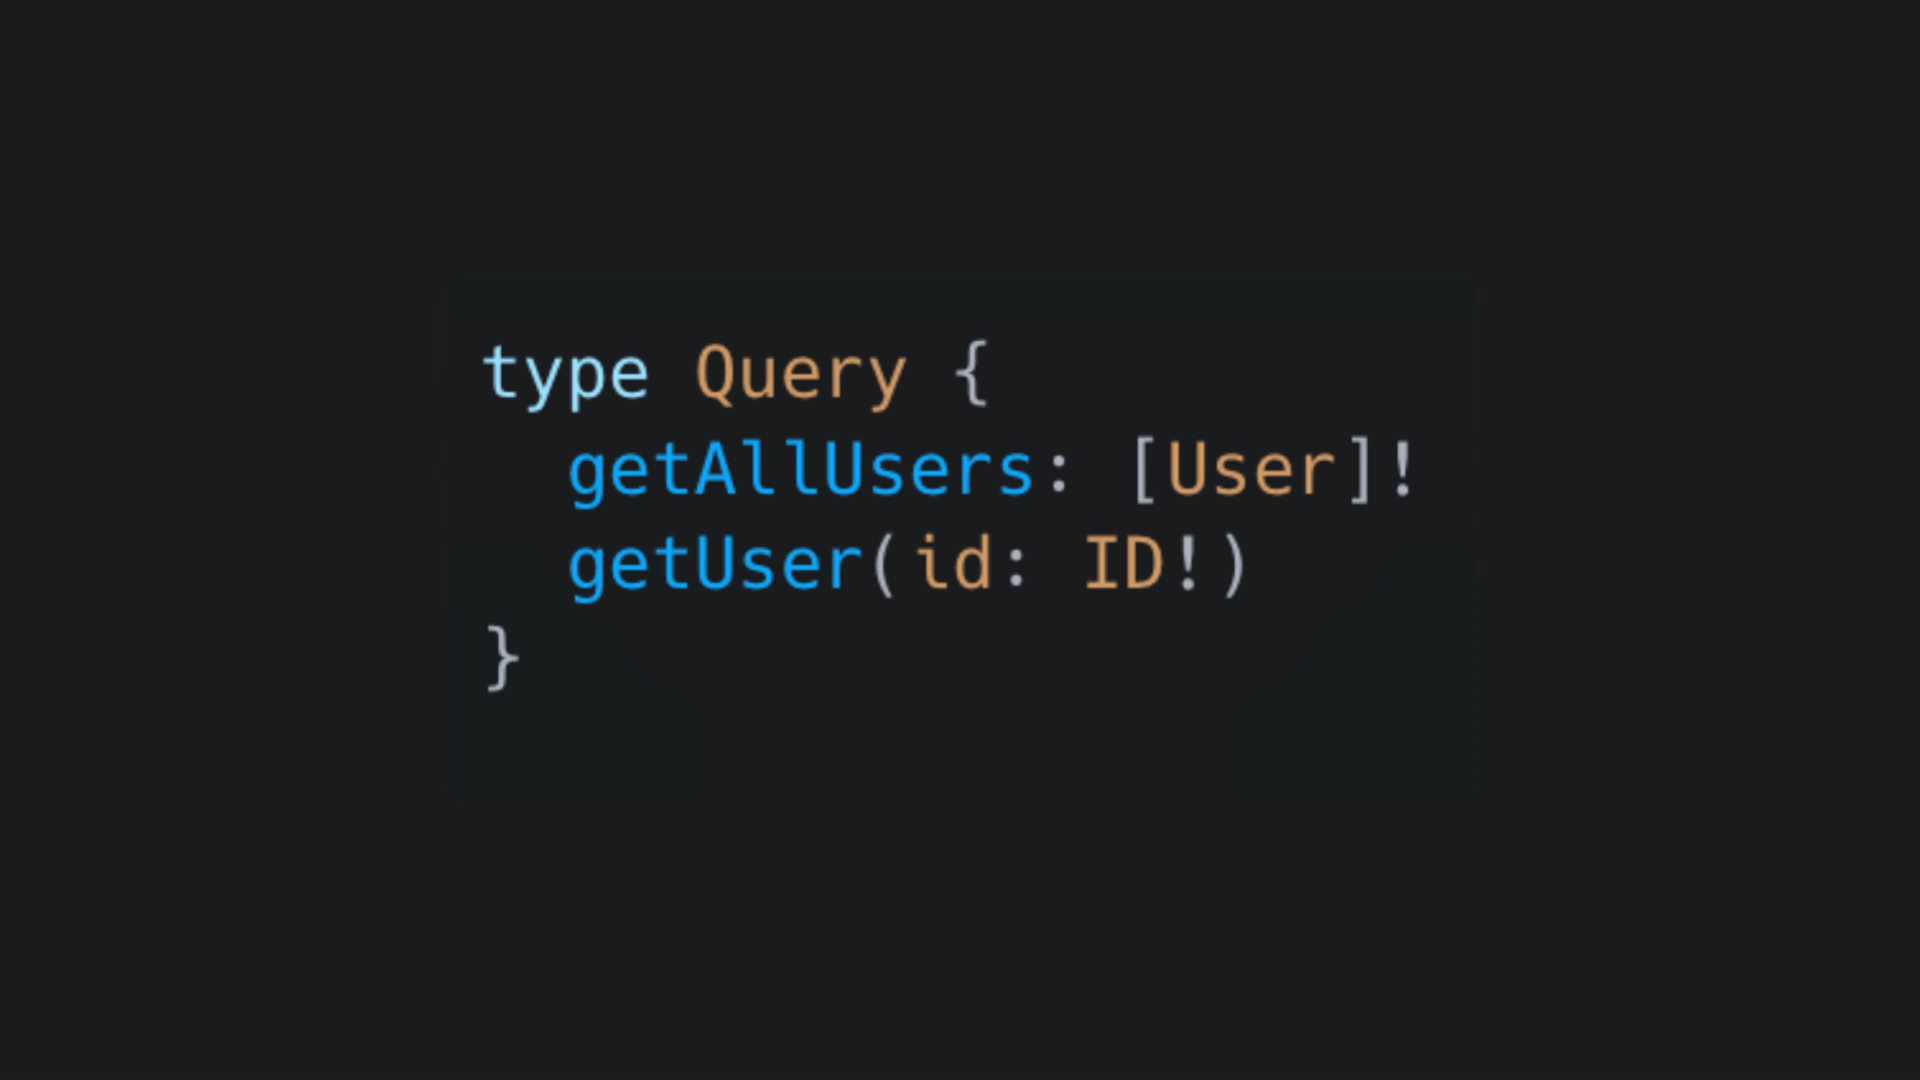 type Query {
  getAllUsers: [User]!
  getUser(id: ID!)
}